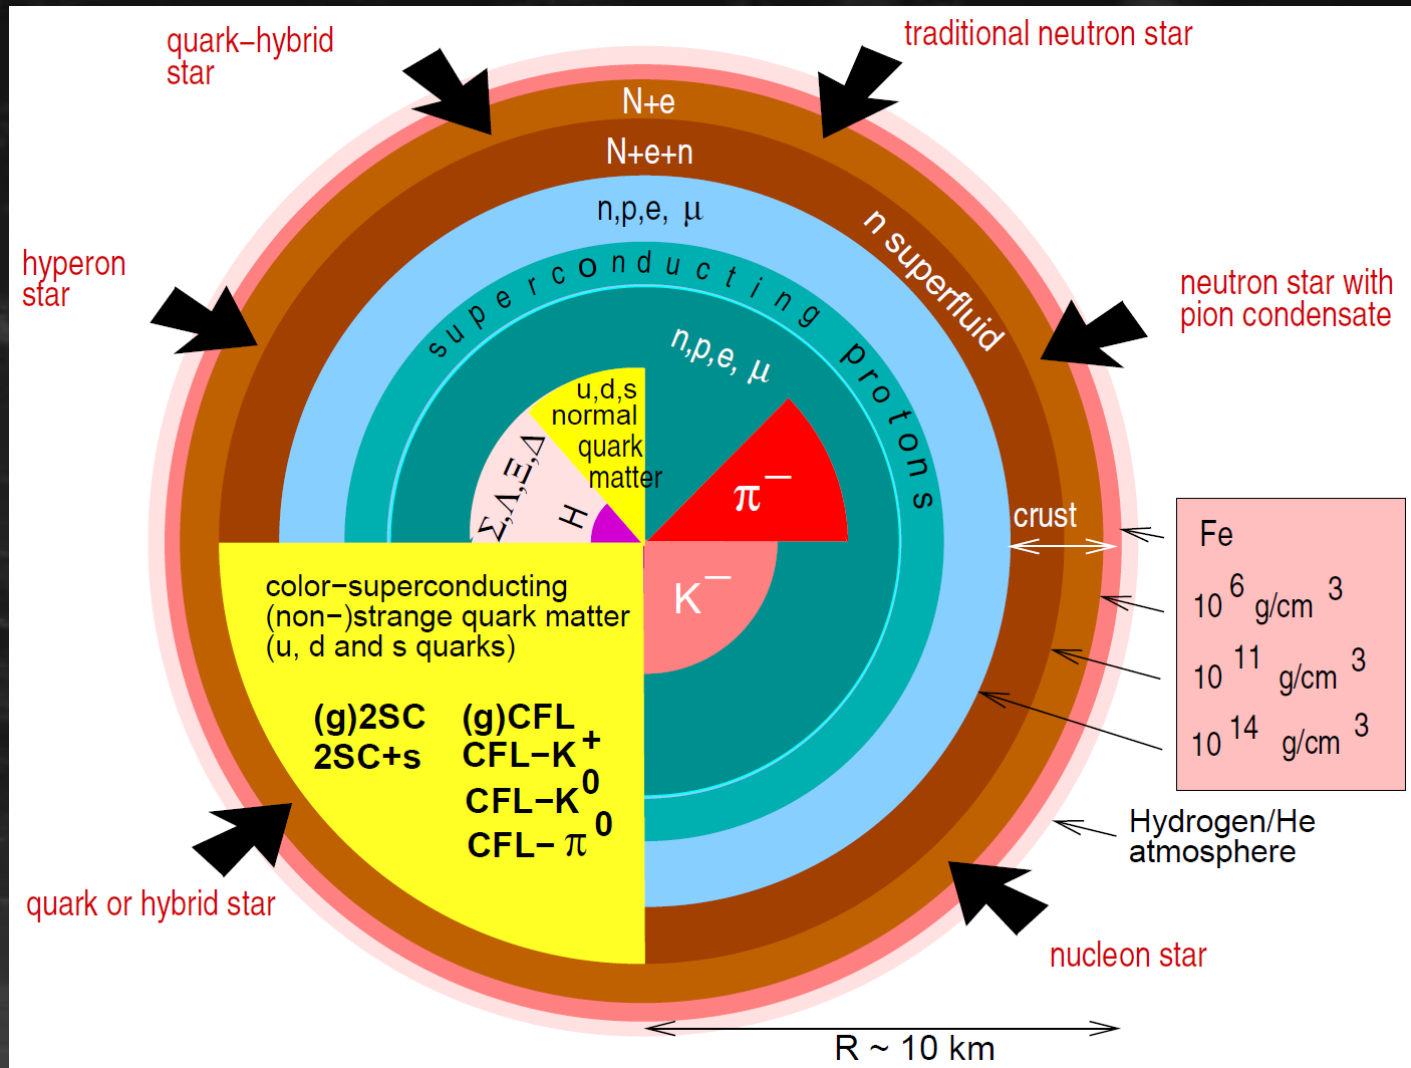 quark−hybrid
star
traditional neutron star
N+e
N+e+n
n,p,e, μ
n superfluid
hyperon
star
neutron star with
pion condensate
superconducting protons
n,p,e, μ
u,d,s
normal
quark
matter
Σ,Λ,Ξ,Δ
H
π⁻
K⁻
crust
Fe
10⁶ g/cm³
10¹¹ g/cm³
10¹⁴ g/cm³
Hydrogen/He
atmosphere
color−superconducting
(non−)strange quark matter
(u, d and s quarks)
(g)2SC (g)CFL
2SC+s CFL−K⁺
CFL−K⁰
CFL−π⁰
quark or hybrid star
nucleon star
R ~ 10 km